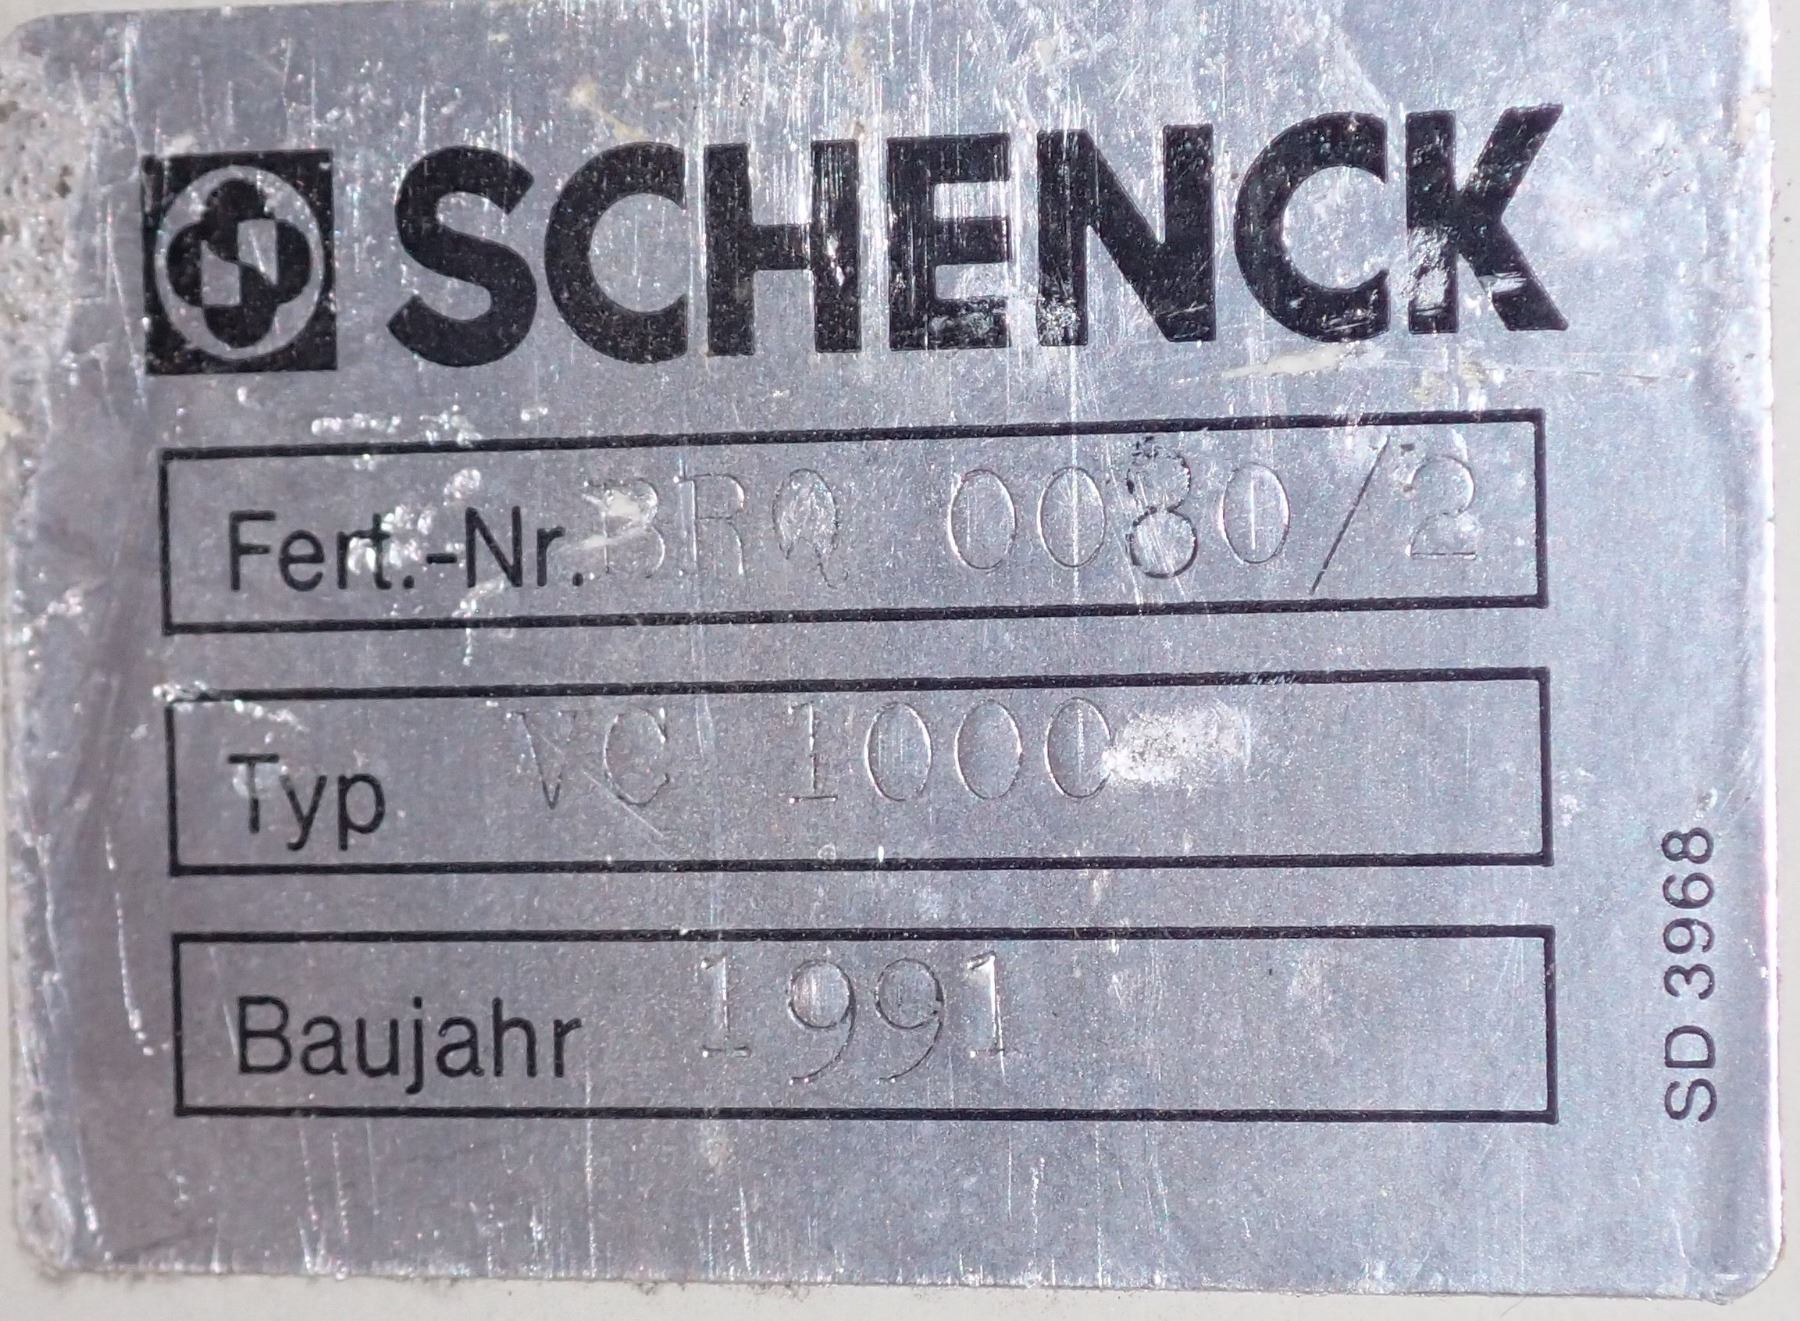 SCHENCK
Fert.-Nr. BRQ 0080/2
Typ VC 1000
Baujahr 1991
SD 3968